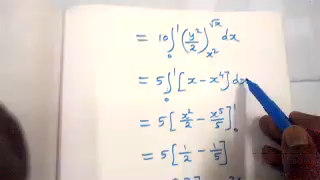 = 10 ∫₀¹ (y²/2)_{x²}^{√x} dx
= 5 ∫₀¹ [x − x⁴] dx
= 5 [x²/2 − x⁵/5]₀¹
= 5 [1/2 − 1/5]